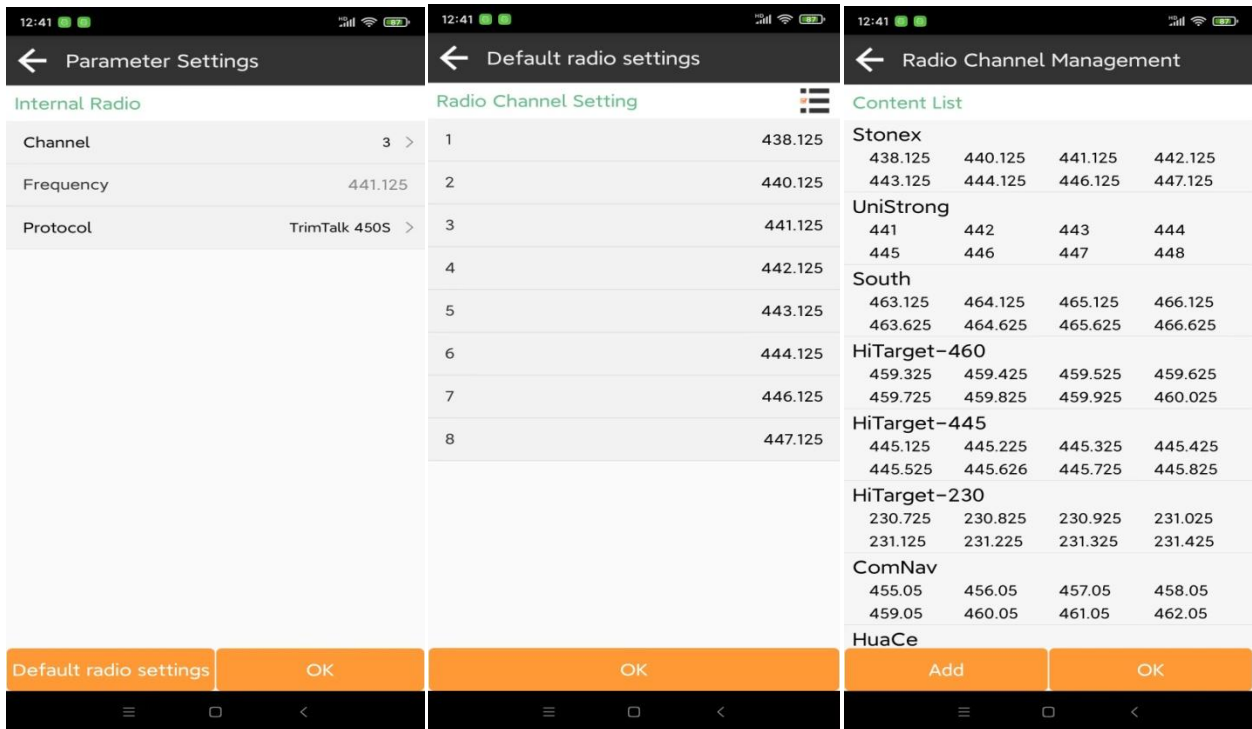 12:41 HD 87
Parameter Settings
Internal Radio
Channel 3 >
Frequency 441.125
Protocol TrimTalk 450S >
Default radio settings OK
12:41 HD 87
Default radio settings
Radio Channel Setting
1 438.125
2 440.125
3 441.125
4 442.125
5 443.125
6 444.125
7 446.125
8 447.125
OK
12:41 HD 87
Radio Channel Management
Content List
Stonex
438.125 440.125 441.125 442.125
443.125 444.125 446.125 447.125
UniStrong
441 442 443 444
445 446 447 448
South
463.125 464.125 465.125 466.125
463.625 464.625 465.625 466.625
HiTarget-460
459.325 459.425 459.525 459.625
459.725 459.825 459.925 460.025
HiTarget-445
445.125 445.225 445.325 445.425
445.525 445.626 445.725 445.825
HiTarget-230
230.725 230.825 230.925 231.025
231.125 231.225 231.325 231.425
ComNav
455.05 456.05 457.05 458.05
459.05 460.05 461.05 462.05
HuaCe
Add OK